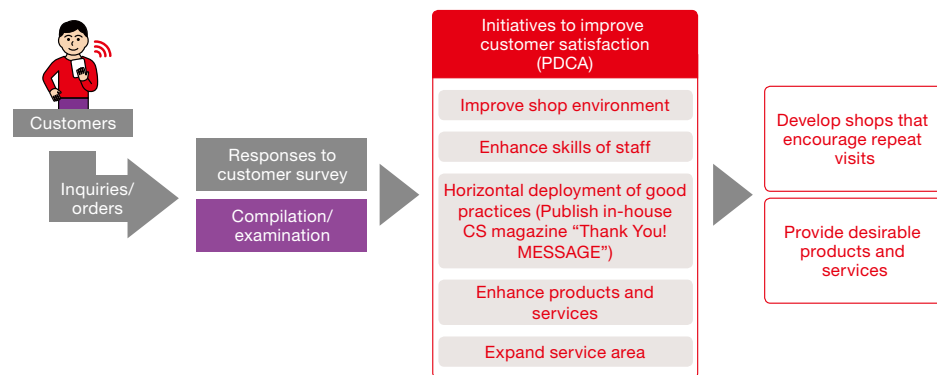 Customers
Inquiries/
orders
Responses to
customer survey
Compilation/
examination
Initiatives to improve
customer satisfaction
(PDCA)
Improve shop environment
Enhance skills of staff
Horizontal deployment of good
practices (Publish in-house
CS magazine “Thank You!
MESSAGE”)
Enhance products and
services
Expand service area
Develop shops that
encourage repeat
visits
Provide desirable
products and
services